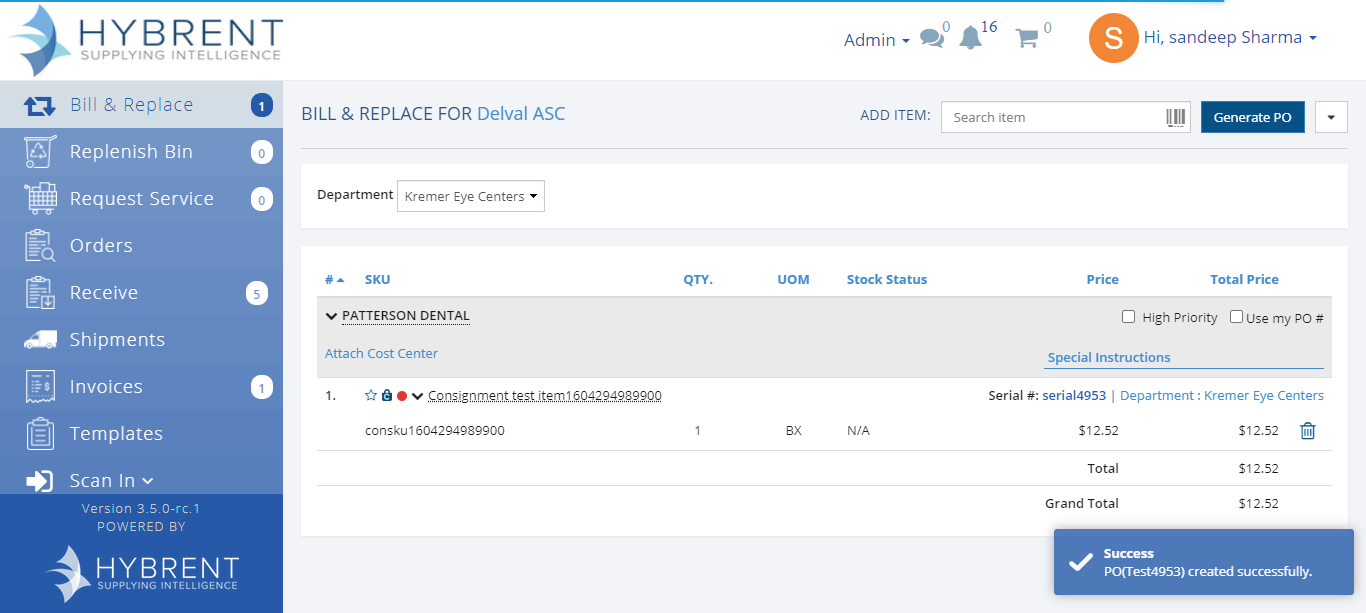 HYBRENT
SUPPLYING INTELLIGENCE
Admin
0
16
0
S
Hi, sandeep Sharma
Bill & Replace 1
Replenish Bin 0
Request Service 0
Orders
Receive 5
Shipments
Invoices 1
Templates
Scan In
Version 3.5.0-rc.1
POWERED BY
HYBRENT
SUPPLYING INTELLIGENCE
BILL & REPLACE FOR Delval ASC
ADD ITEM: Search item Generate PO
Department Kremer Eye Centers
# SKU QTY. UOM Stock Status Price Total Price
PATTERSON DENTAL High Priority Use my PO #
Attach Cost Center
Special Instructions
1. Consignment test item1604294989900 Serial #: serial4953 | Department : Kremer Eye Centers
consku1604294989900 1 BX N/A $12.52 $12.52
Total $12.52
Grand Total $12.52
Success
PO(Test4953) created successfully.